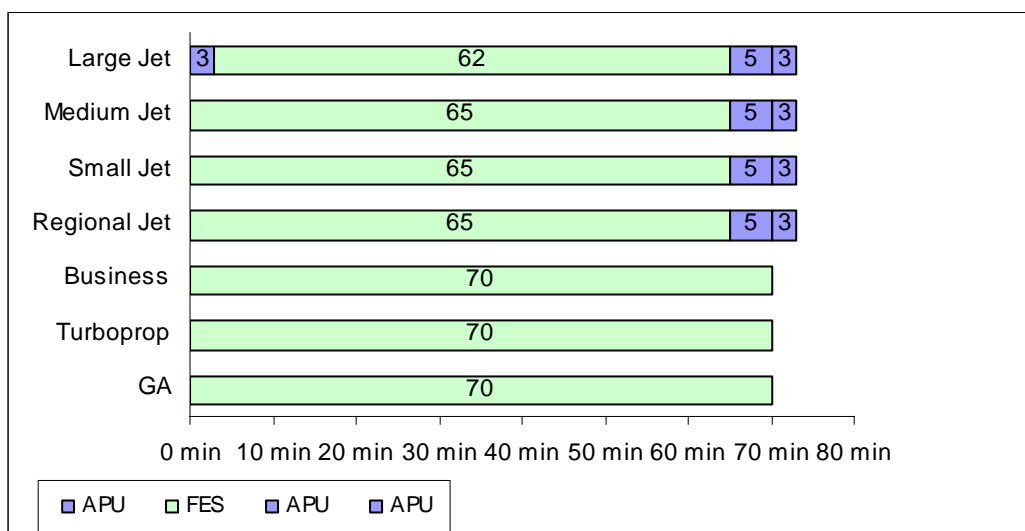 Large Jet 3 62 5 3
Medium Jet 65 5 3
Small Jet 65 5 3
Regional Jet 65 5 3
Business 70
Turboprop 70
GA 70
0 min 10 min 20 min 30 min 40 min 50 min 60 min 70 min 80 min
APU FES APU APU